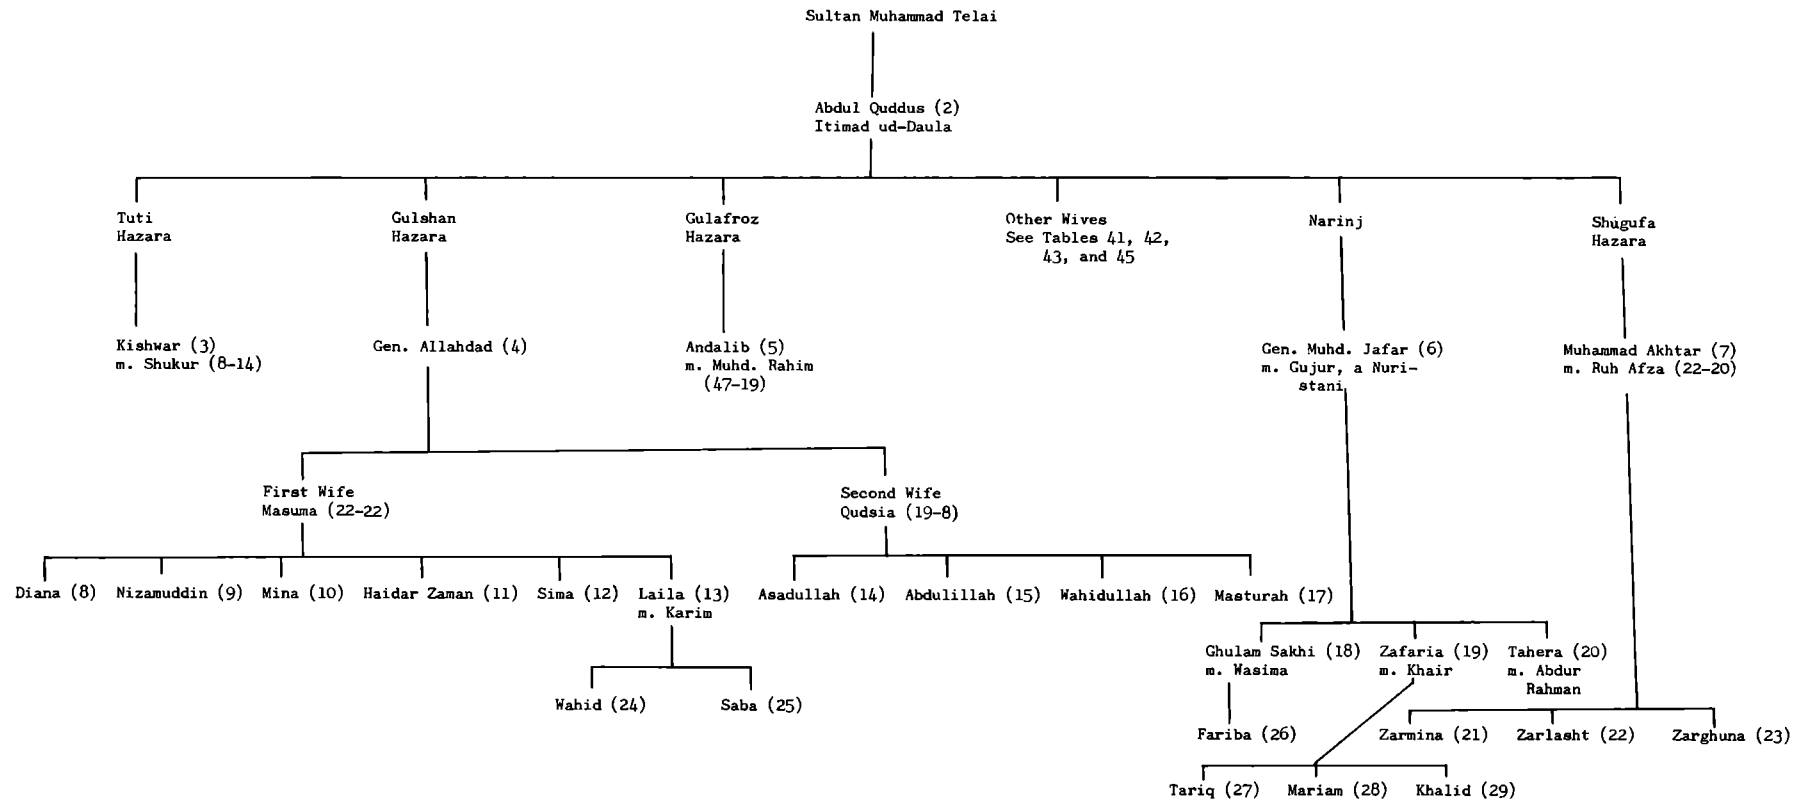 Sultan Muhammad Telai
Abdul Quddus (2)
Itimad ud-Daula
Tuti
Hazara
Gulshan
Hazara
Gulafroz
Hazara
Other Wives
See Tables 41, 42,
43, and 45
Narinj
Shugufa
Hazara
Kishwar (3)
m. Shukur (8-14)
Gen. Allahdad (4)
Andalib (5)
m. Muhd. Rahim
(47-19)
Gen. Muhd. Jafar (6)
m. Gujur, a Nuri-
stani
Muhammad Akhtar (7)
m. Ruh Afza (22-20)
First Wife
Masuma (22-22)
Second Wife
Qudsia (19-8)
Diana (8)
Nizamuddin (9)
Mina (10)
Haidar Zaman (11)
Sima (12)
Laila (13)
m. Karim
Asadullah (14)
Abdulillah (15)
Wahidullah (16)
Masturah (17)
Ghulam Sakhi (18)
m. Wasima
Zafaria (19)
m. Khair
Tahera (20)
m. Abdur
Rahman
Wahid (24)
Saba (25)
Fariba (26)
Zarmina (21)
Zarlasht (22)
Zarghuna (23)
Tariq (27)
Mariam (28)
Khalid (29)